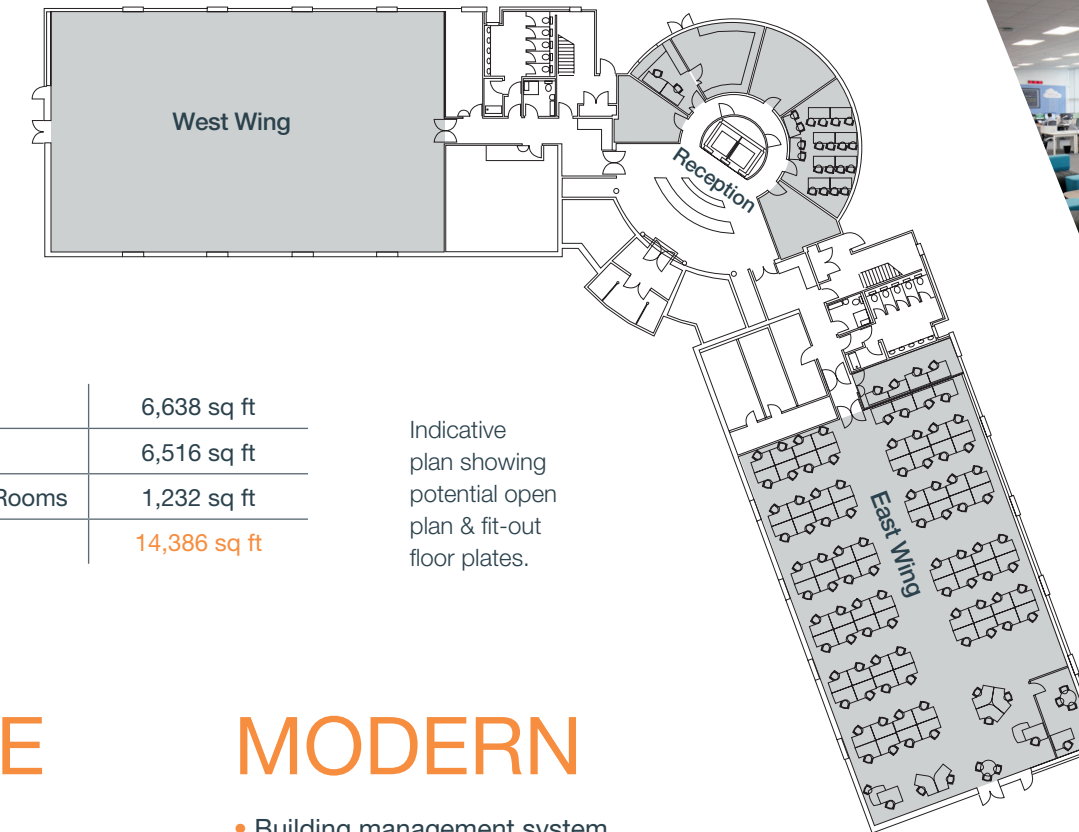 West Wing
Reception
East Wing
6,638 sq ft
6,516 sq ft
Rooms 1,232 sq ft
14,386 sq ft
Indicative
plan showing
potential open
plan & fit-out
floor plates.
E
MODERN
• Building management system